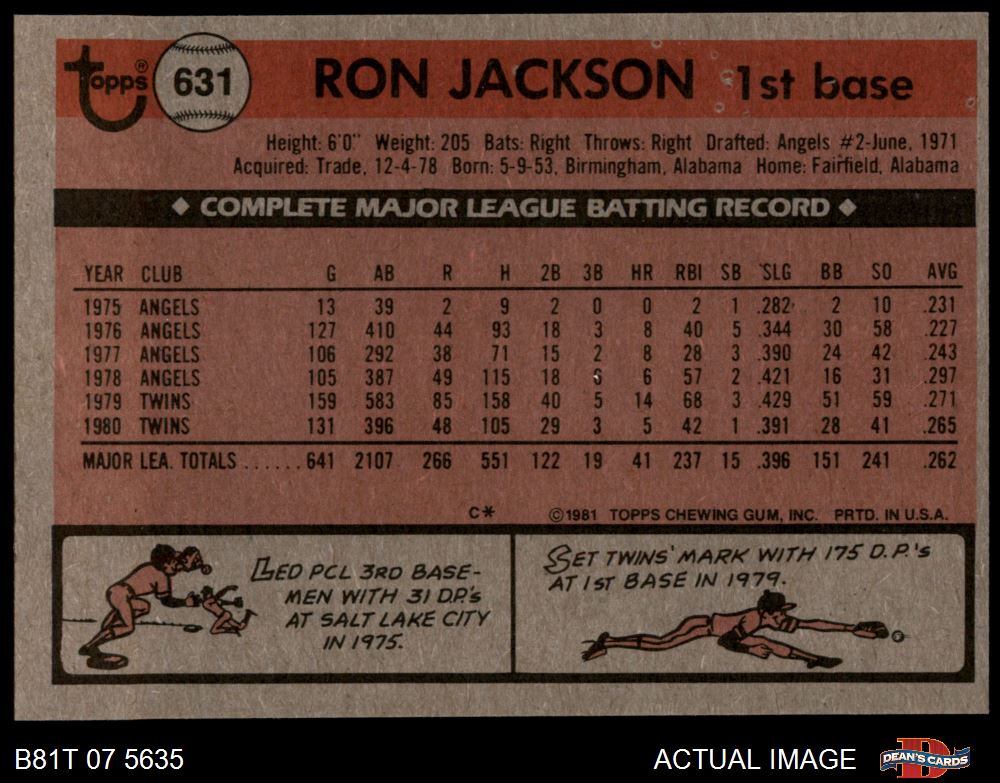 Topps® 631 RON JACKSON 1st base
Height: 6'0" Weight: 205 Bats: Right Throws: Right Drafted: Angels #2-June, 1971
Acquired: Trade, 12-4-78 Born: 5-9-53, Birmingham, Alabama Home: Fairfield, Alabama
◆ COMPLETE MAJOR LEAGUE BATTING RECORD ◆
YEAR CLUB G AB R H 2B 3B HR RBI SB SLG BB SO AVG
1975 ANGELS 13 39 2 9 2 0 0 2 1 .282 2 10 .231
1976 ANGELS 127 410 44 93 18 3 8 40 5 .344 30 58 .227
1977 ANGELS 106 292 38 71 15 2 8 28 3 .390 24 42 .243
1978 ANGELS 105 387 49 115 18 6 6 57 2 .421 16 31 .297
1979 TWINS 159 583 85 158 40 5 14 68 3 .429 51 59 .271
1980 TWINS 131 396 48 105 29 3 5 42 1 .391 28 41 .265
MAJOR LEA. TOTALS ...... 641 2107 266 551 122 19 41 237 15 .396 151 241 .262
C* ©1981 TOPPS CHEWING GUM, INC. PRTD. IN U.S.A.
LED PCL 3RD BASE-
MEN WITH 31 D.P.'s
AT SALT LAKE CITY
IN 1975.
SET TWINS' MARK WITH 175 D.P.'s
AT 1ST BASE IN 1979.
B81T 07 5635 ACTUAL IMAGE DEAN'S CARDS